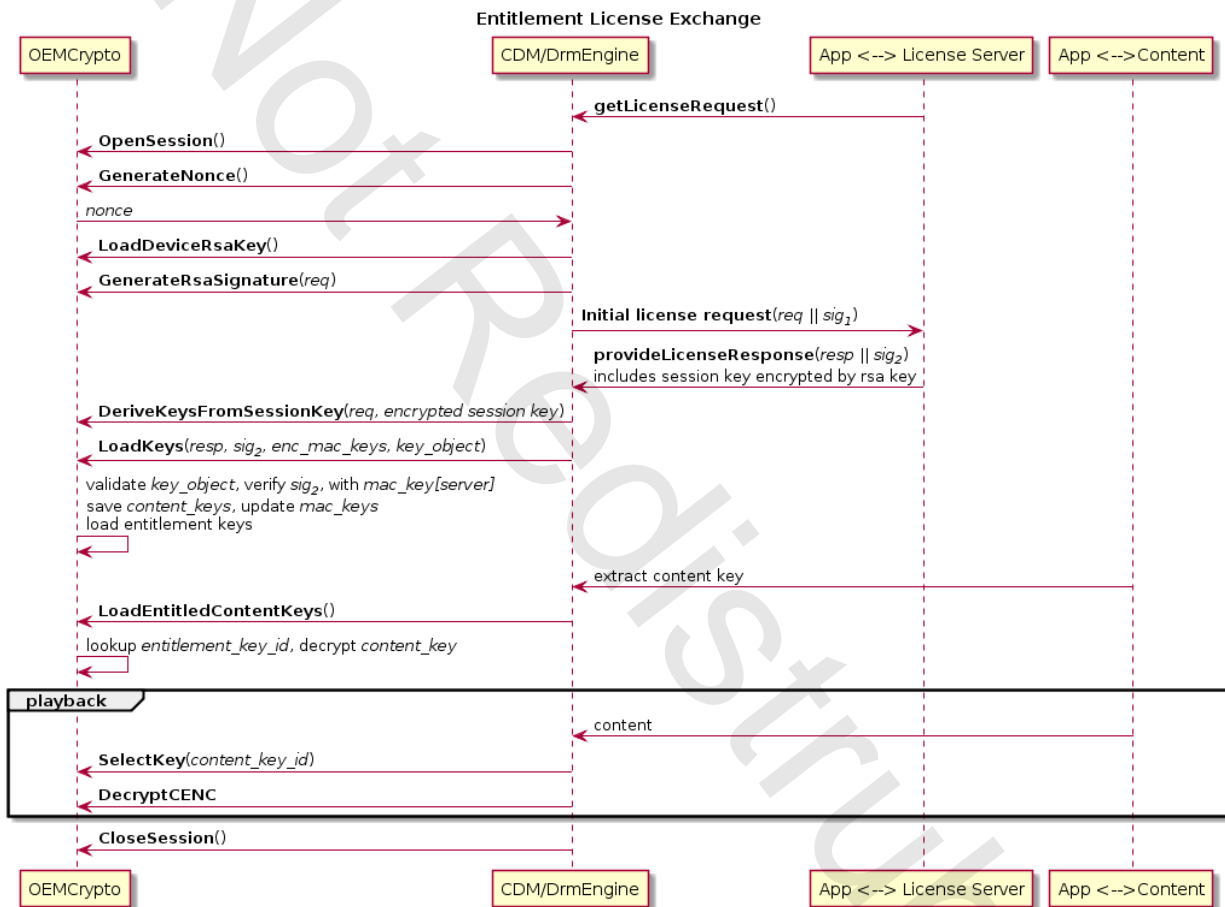 Entitlement License Exchange
OEMCrypto
CDM/DrmEngine
App <--> License Server
App <-->Content
getLicenseRequest()
OpenSession()
GenerateNonce()
nonce
LoadDeviceRsaKey()
GenerateRsaSignature(req)
Initial license request(req || sig1)
provideLicenseResponse(resp || sig2)
includes session key encrypted by rsa key
DeriveKeysFromSessionKey(req, encrypted session key)
LoadKeys(resp, sig2, enc_mac_keys, key_object)
validate key_object, verify sig2, with mac_key[server]
save content_keys, update mac_keys
load entitlement keys
extract content key
LoadEntitledContentKeys()
lookup entitlement_key_id, decrypt content_key
playback
content
SelectKey(content_key_id)
DecryptCENC
CloseSession()
OEMCrypto
CDM/DrmEngine
App <--> License Server
App <-->Content
Not Redistrib